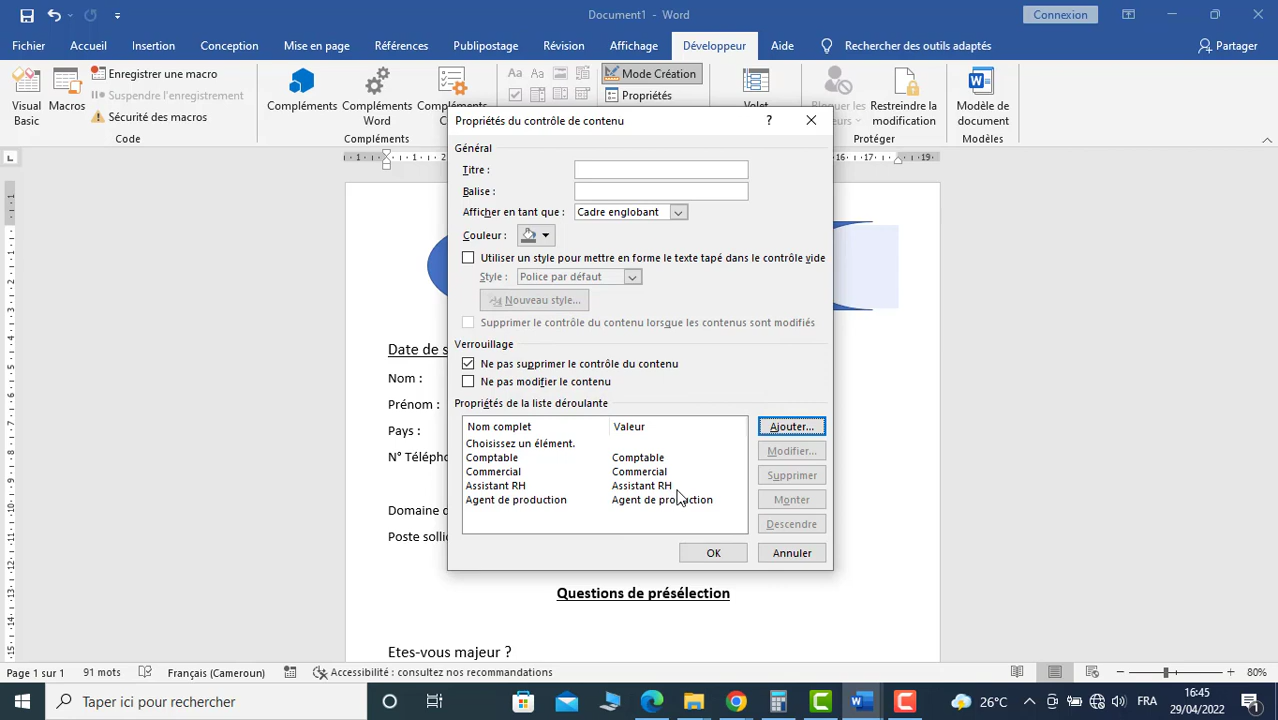 Document1 - Word
Connexion
Fichier Accueil Insertion Conception Mise en page Références Publipostage Révision Affichage Développeur Aide Rechercher des outils adaptés Partager
Visual Basic
Macros
Enregistrer une macro
Suspendre l'enregistrement
Sécurité des macros
Code
Compléments
Compléments Word
Compléments
Compléments
Aa Aa
Mode Création
Propriétés
Volet
Bloquer les
Restreindre la modification
Protéger
Modèle de document
Modèles
Propriétés du contrôle de contenu
?
Général
Titre :
Balise :
Afficher en tant que : Cadre englobant
Couleur :
Utiliser un style pour mettre en forme le texte tapé dans le contrôle vide
Style : Police par défaut
Nouveau style...
Supprimer le contrôle du contenu lorsque les contenus sont modifiés
Verrouillage
Ne pas supprimer le contrôle du contenu
Ne pas modifier le contenu
Propriétés de la liste déroulante
Nom complet Valeur
Choisissez un élément.
Comptable Comptable
Commercial Commercial
Assistant RH Assistant RH
Agent de production Agent de production
Ajouter...
Modifier...
Supprimer
Monter
Descendre
OK Annuler
Date de s
Nom :
Prénom :
Pays :
N° Téléph
Domaine d
Poste solli
Questions de présélection
Etes-vous majeur ?
Page 1 sur 1 91 mots Français (Cameroun) Accessibilité : consultez nos recommandations 80%
Taper ici pour rechercher
26°C
FRA
16:45
29/04/2022